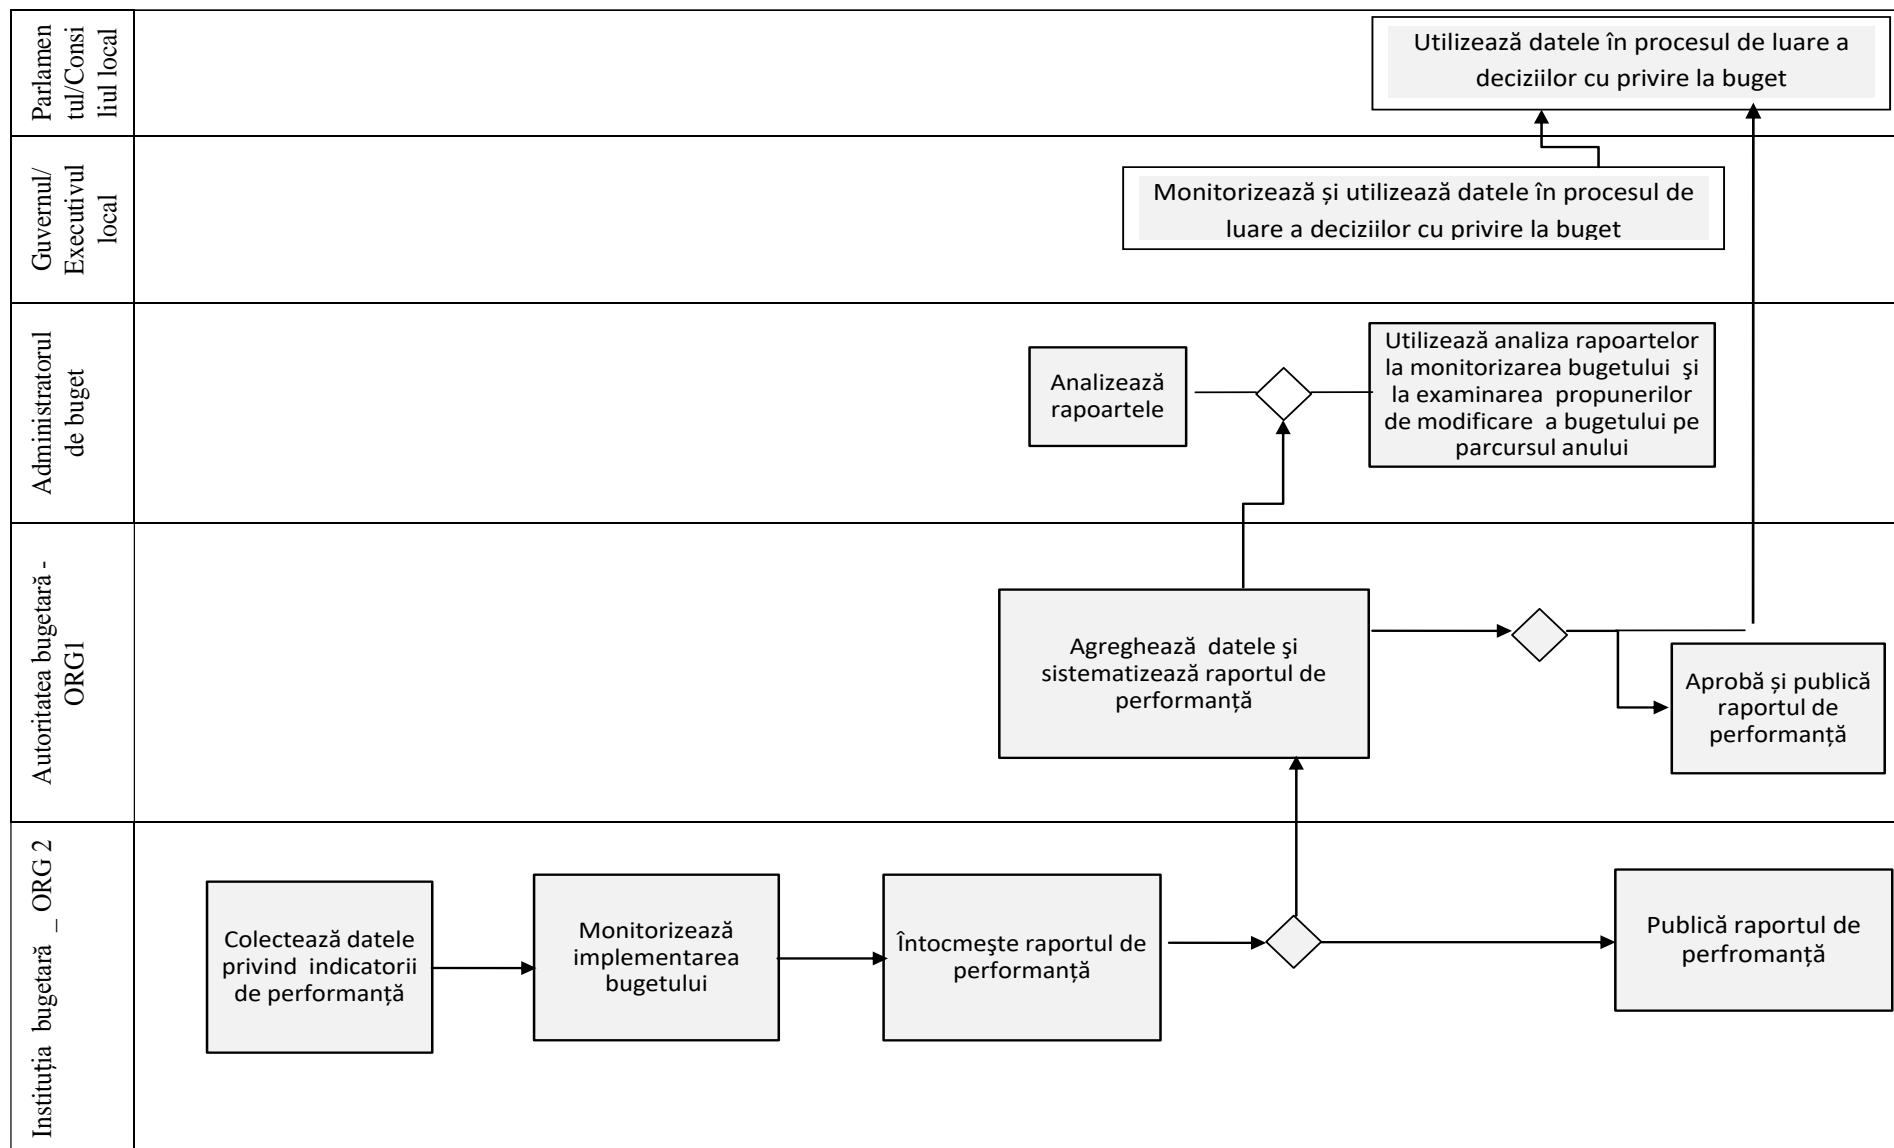 Parlamen
tul/Consi
liul local
Utilizează datele în procesul de luare a
deciziilor cu privire la buget
Guvernul/
Executivul
local
Monitorizează și utilizează datele în procesul de
luare a deciziilor cu privire la buget
Administratorul
de buget
Analizează
rapoartele
Utilizează analiza rapoartelor
la monitorizarea bugetului şi
la examinarea propunerilor
de modificare a bugetului pe
parcursul anului
Autoritatea bugetară -
ORG1
Agreghează datele şi
sistematizează raportul de
performanță
Aprobă și publică
raportul de
performanță
Instituția bugetară _ ORG 2
Colectează datele
privind indicatorii
de performanță
Monitorizează
implementarea
bugetului
Întocmeşte raportul de
performanță
Publică raportul de
perfromanță